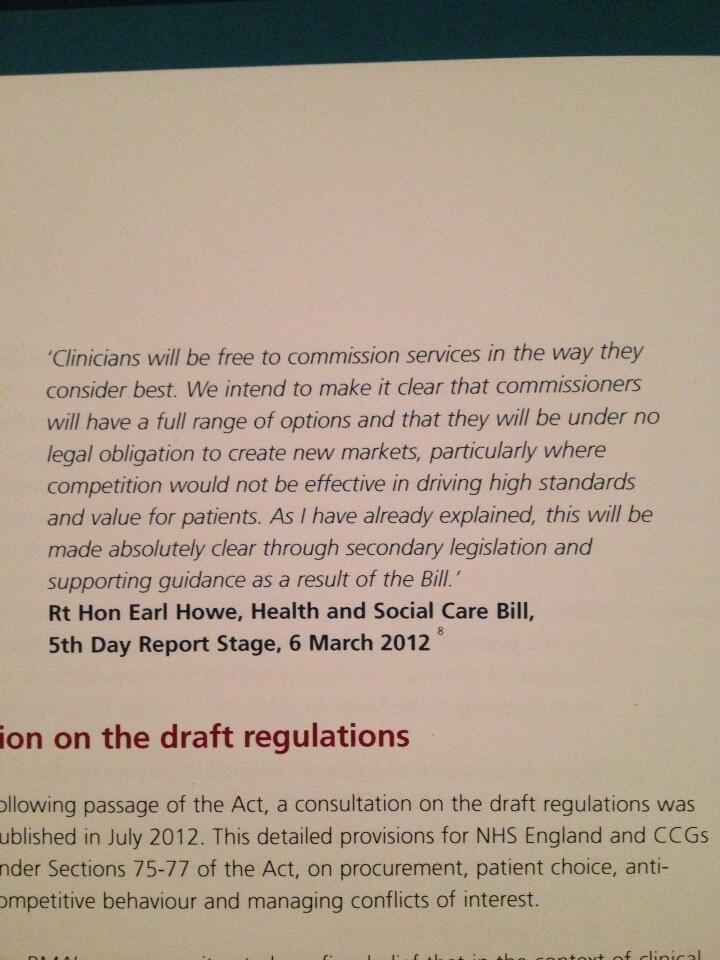 ‘Clinicians will be free to commission services in the way they
consider best. We intend to make it clear that commissioners
will have a full range of options and that they will be under no
legal obligation to create new markets, particularly where
competition would not be effective in driving high standards
and value for patients. As I have already explained, this will be
made absolutely clear through secondary legislation and
supporting guidance as a result of the Bill.’
Rt Hon Earl Howe, Health and Social Care Bill,
5th Day Report Stage, 6 March 2012 8
ion on the draft regulations
ollowing passage of the Act, a consultation on the draft regulations was
ublished in July 2012. This detailed provisions for NHS England and CCGs
nder Sections 75-77 of the Act, on procurement, patient choice, anti-
ompetitive behaviour and managing conflicts of interest.
belief that in the context of clinical